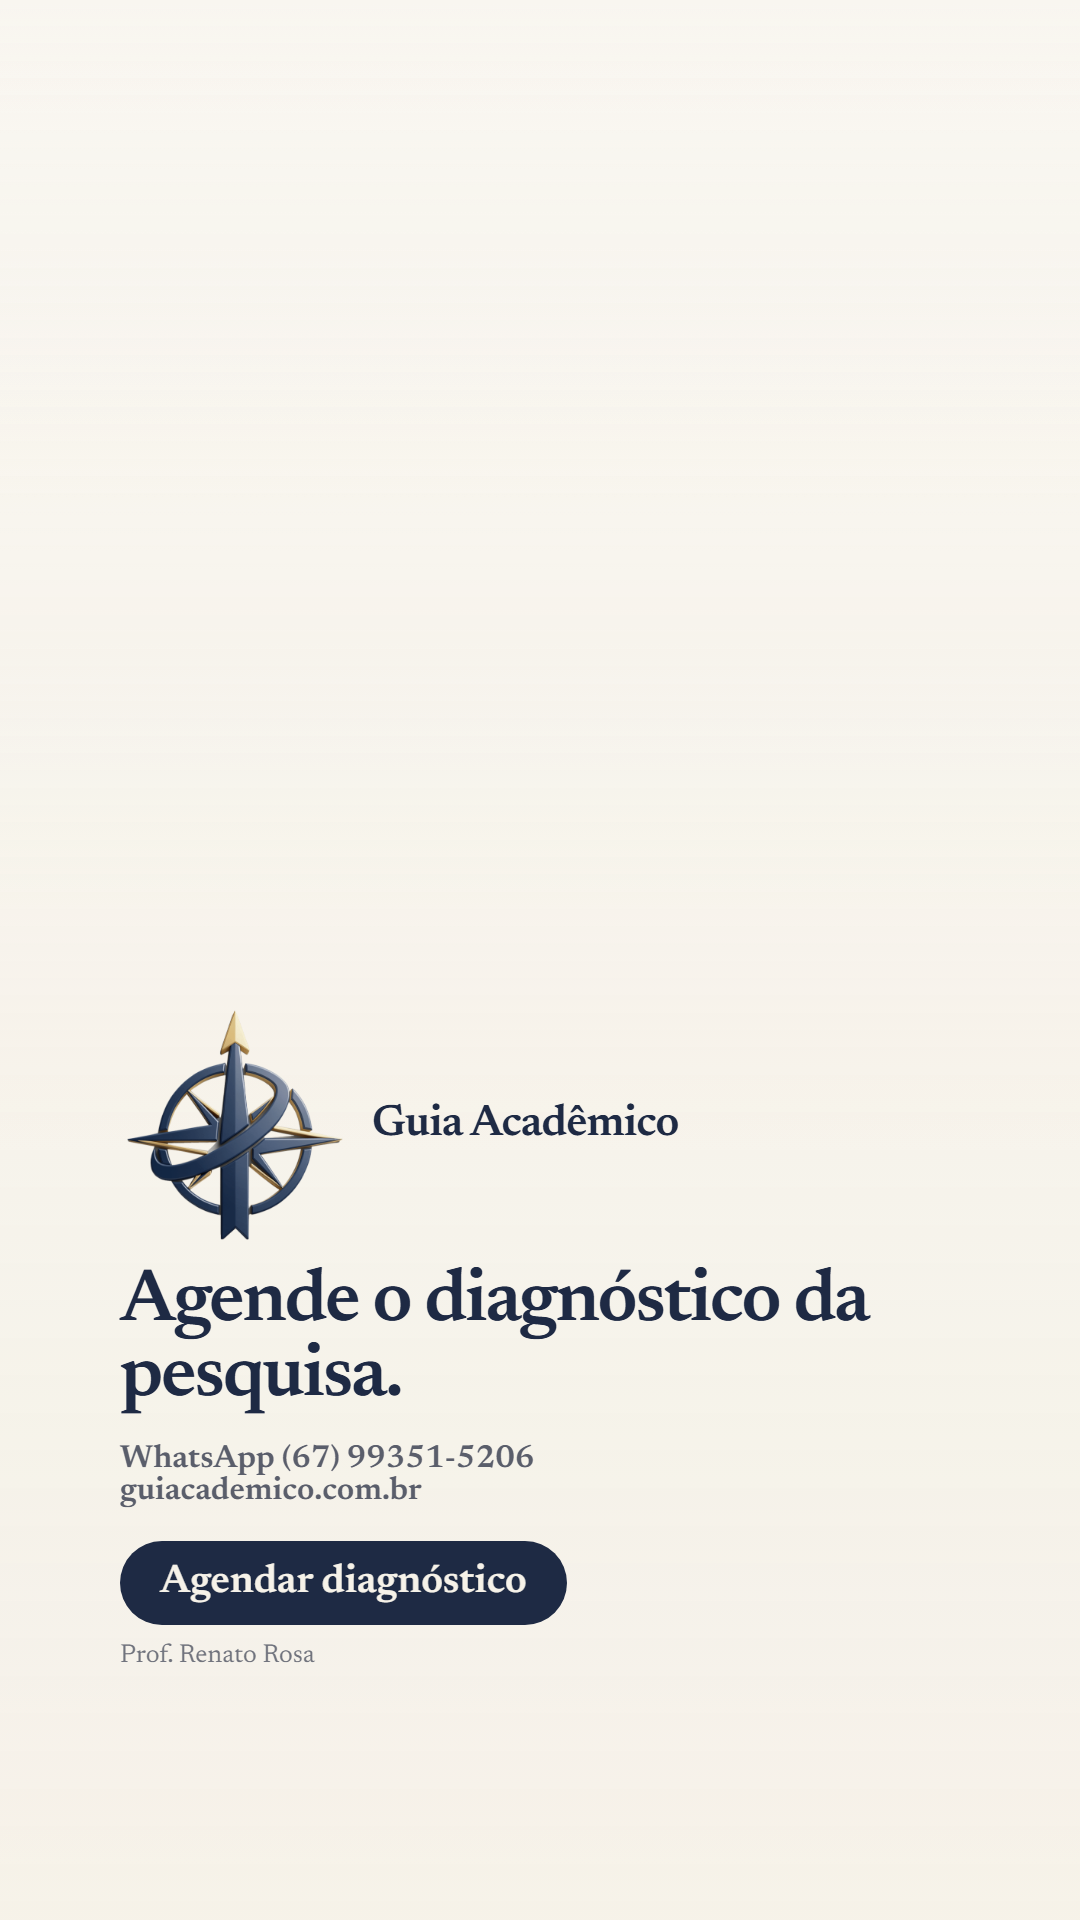 Guia Acadêmico
Agende o diagnóstico da
pesquisa.
WhatsApp (67) 99351-5206
guiacademico.com.br
Agendar diagnóstico
Prof. Renato Rosa